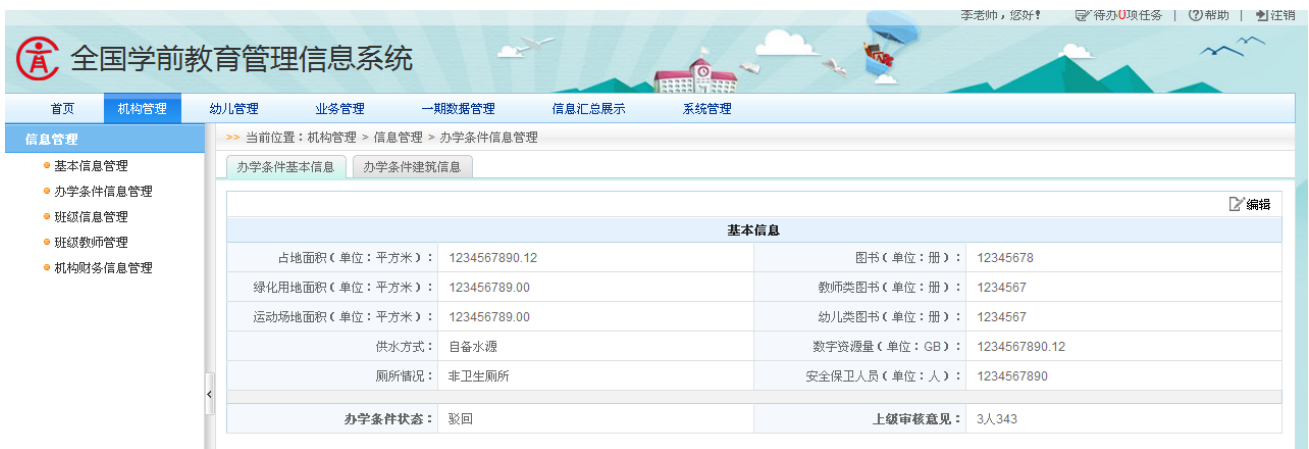 李老师，您好！ 待办0项任务 | 帮助 | 注销
全国学前教育管理信息系统
首页 机构管理 幼儿管理 业务管理 一期数据管理 信息汇总展示 系统管理
信息管理
基本信息管理
办学条件信息管理
班级信息管理
班级教师管理
机构财务信息管理
>> 当前位置：机构管理 > 信息管理 > 办学条件信息管理
办学条件基本信息 办学条件建筑信息
编辑
基本信息
占地面积（单位：平方米）： 1234567890.12 图书（单位：册）： 12345678
绿化用地面积（单位：平方米）： 123456789.00 教师类图书（单位：册）： 1234567
运动场地面积（单位：平方米）： 123456789.00 幼儿类图书（单位：册）： 1234567
供水方式： 自备水源 数字资源量（单位：GB）： 1234567890.12
厕所情况： 非卫生厕所 安全保卫人员（单位：人）： 1234567890
办学条件状态： 驳回 上级审核意见： 3人343